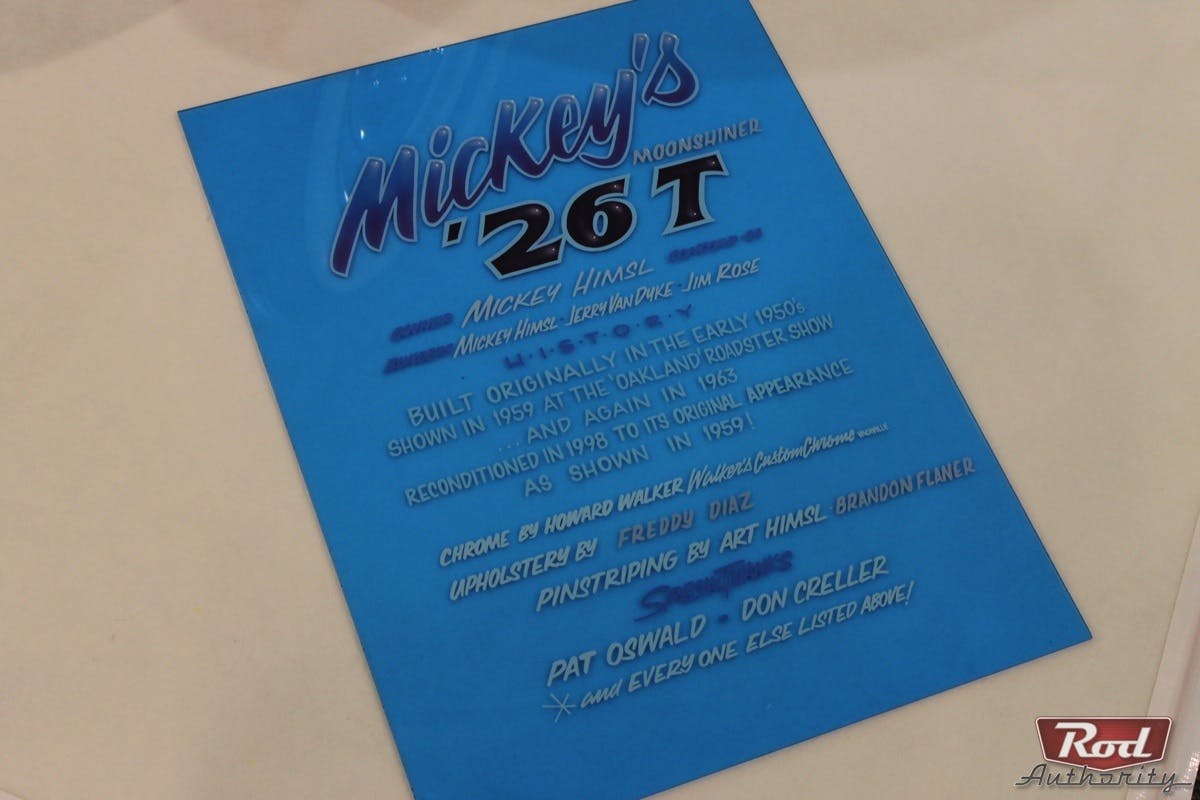 Mickey's
MOONSHINER
'26 T
OWNER MICKEY HIMSL
MICKEY HIMSL · JERRY VAN DYKE · JIM ROSE
H·I·S·T·O·R·Y
BUILT ORIGINALLY IN THE EARLY 1950's
SHOWN IN 1959 AT THE 'OAKLAND' ROADSTER SHOW
...AND AGAIN IN 1963
RECONDITIONED IN 1998 TO ITS ORIGINAL APPEARANCE
AS SHOWN IN 1959!
CHROME BY HOWARD WALKER Walker's Custom Chrome
UPHOLSTERY BY FREDDY DIAZ
PINSTRIPING BY ART HIMSL · BRANDON FLANER
PAT OSWALD • DON CRELLER
and EVERY ONE ELSE LISTED ABOVE!
Rod
Authority